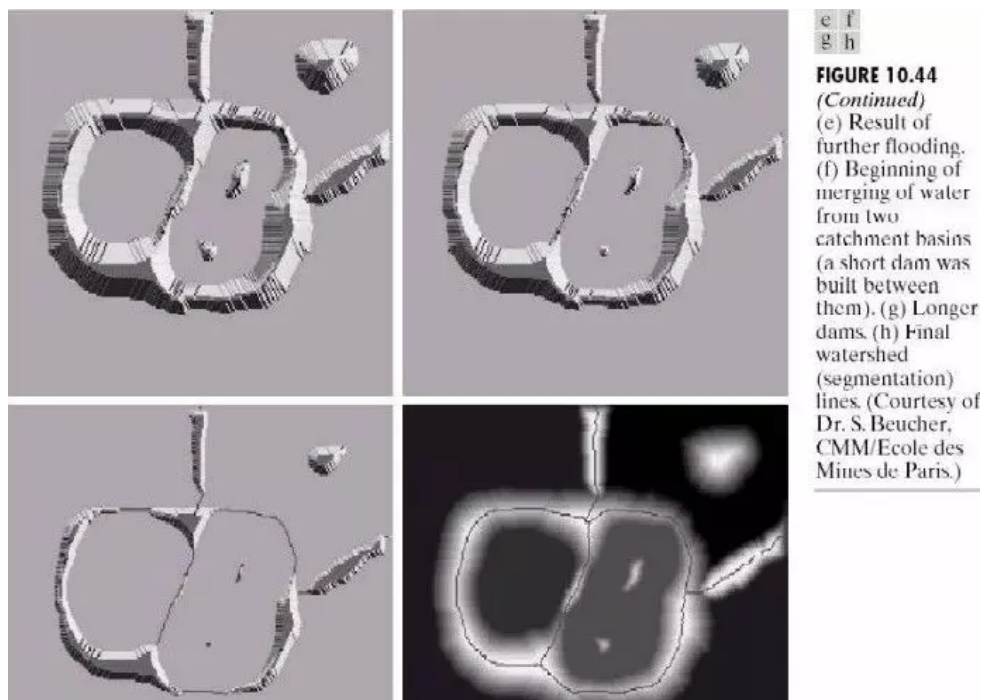 e f
g h
FIGURE 10.44
(Continued)
(e) Result of
further flooding.
(f) Beginning of
merging of water
from two
catchment basins
(a short dam was
built between
them). (g) Longer
dams. (h) Final
watershed
(segmentation)
lines. (Courtesy of
Dr. S. Beucher,
CMM/Ecole des
Mines de Paris.)